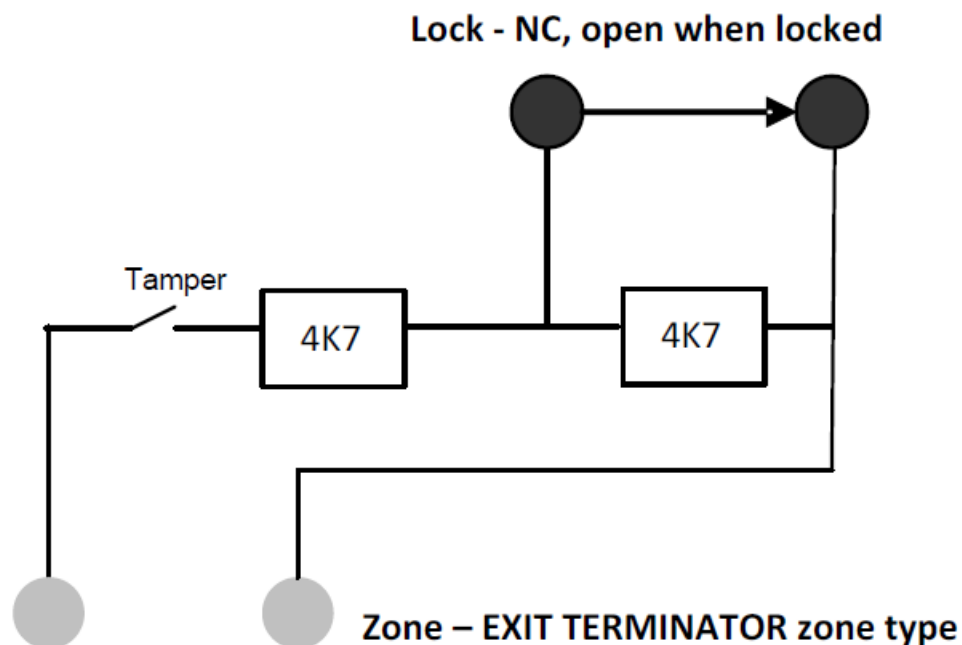 Lock - NC, open when locked
Tamper
4K7
4K7
Zone – EXIT TERMINATOR zone type